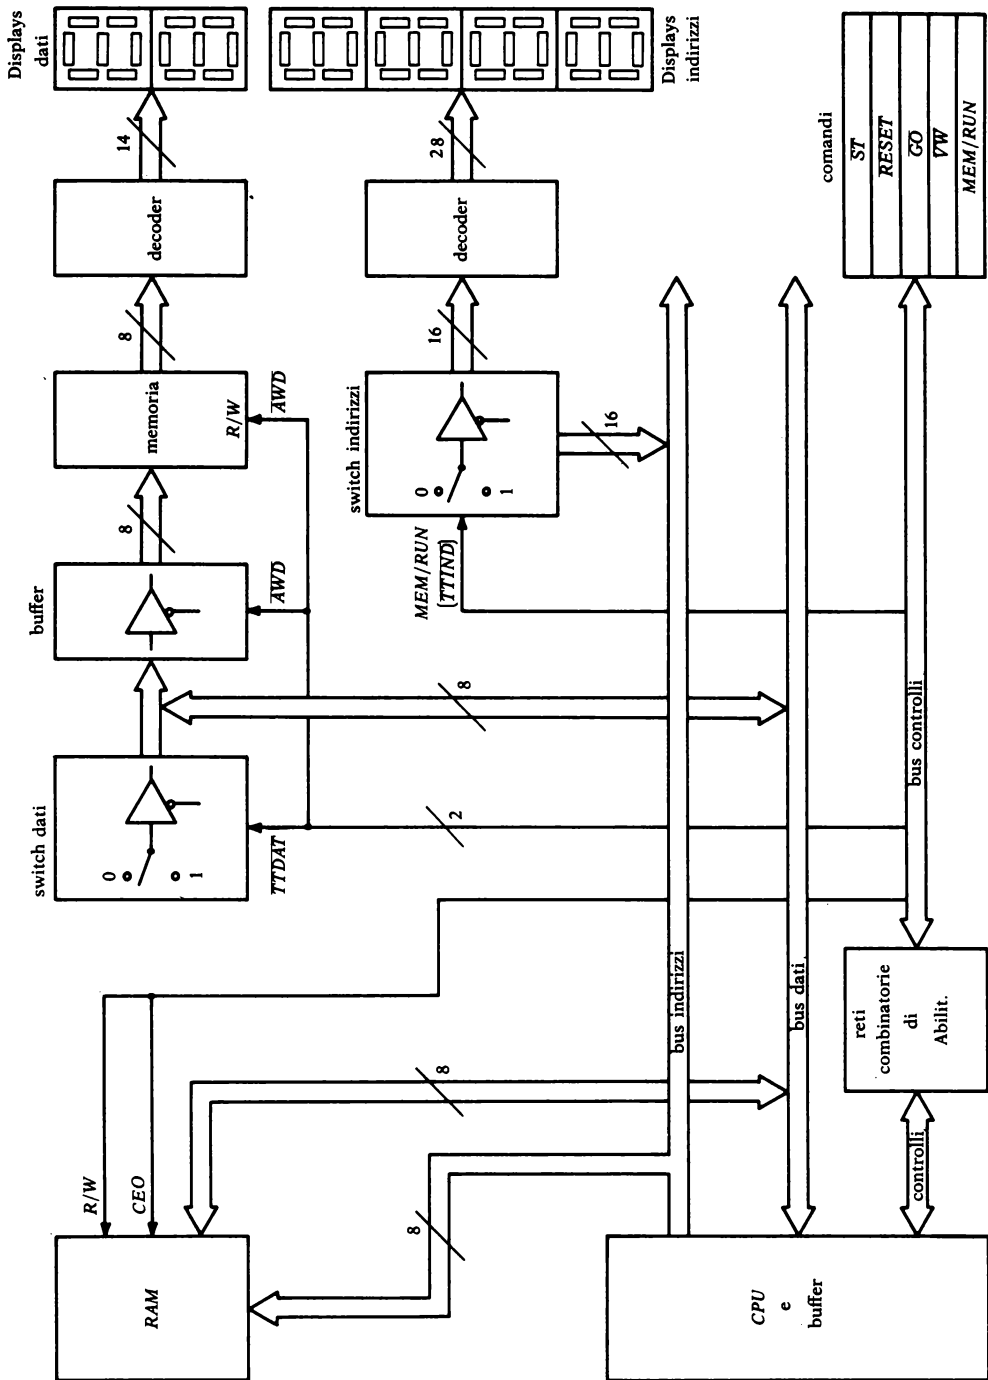 Displays
dati
Displays
indirizzi
14
28
decoder
decoder
8
16
memoria
R/W
AWD
switch indirizzi
0
1
16
8
buffer
AWD
MEM/RUN
(TTIND)
8
switch dati
0
1
TTDAT
2
comandi
ST
RESET
GO
VW
MEM/RUN
bus controlli
bus indirizzi
bus dati
reti
combinatorie
di
Abilit.
controlli
R/W
CEO
8
8
RAM
CPU
e
buffer